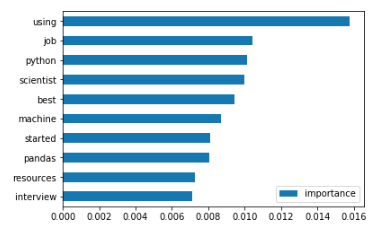 using
job
python
scientist
best
machine
started
pandas
resources
interview
importance
0.000 0.002 0.004 0.006 0.008 0.010 0.012 0.014 0.016